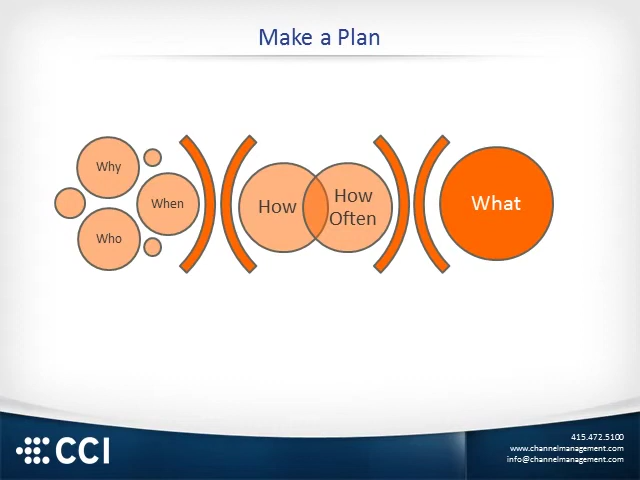 Make a Plan
Why
When
Who
How
How
Often
What
CCI
415.472.5100
www.channelmanagement.com
info@channelmanagement.com